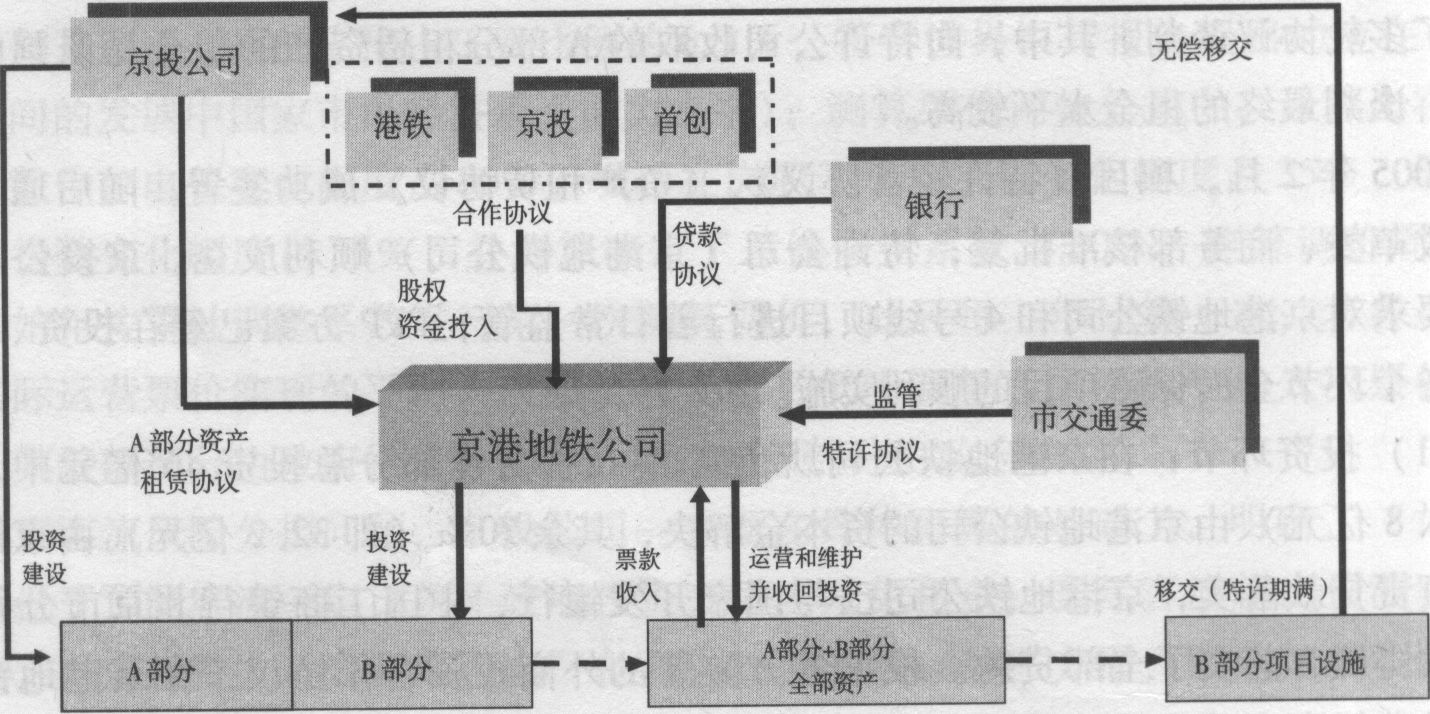 京投公司
无偿移交
港铁
京投
首创
合作协议
银行
贷款
协议
股权
资金投入
京港地铁公司
监管
特许协议
市交通委
A部分资产
租赁协议
投资
建设
投资
建设
票款
收入
运营和维护
并收回投资
移交（特许期满）
A部分
B部分
A部分+B部分
全部资产
B部分项目设施